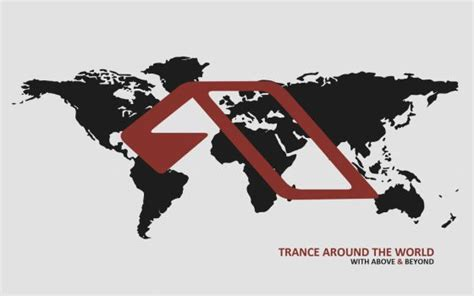 TRANCE AROUND THE WORLD
WITH ABOVE & BEYOND